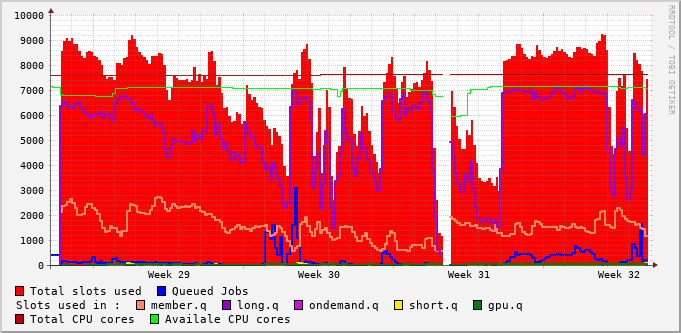 10000
9000
8000
7000
6000
5000
4000
3000
2000
1000
0
Week 29 Week 30 Week 31 Week 32
RRDTOOL / TOBI OETIKER
Total slots used Queued Jobs
Slots used in : member.q long.q ondemand.q short.q gpu.q
Total CPU cores Availale CPU cores